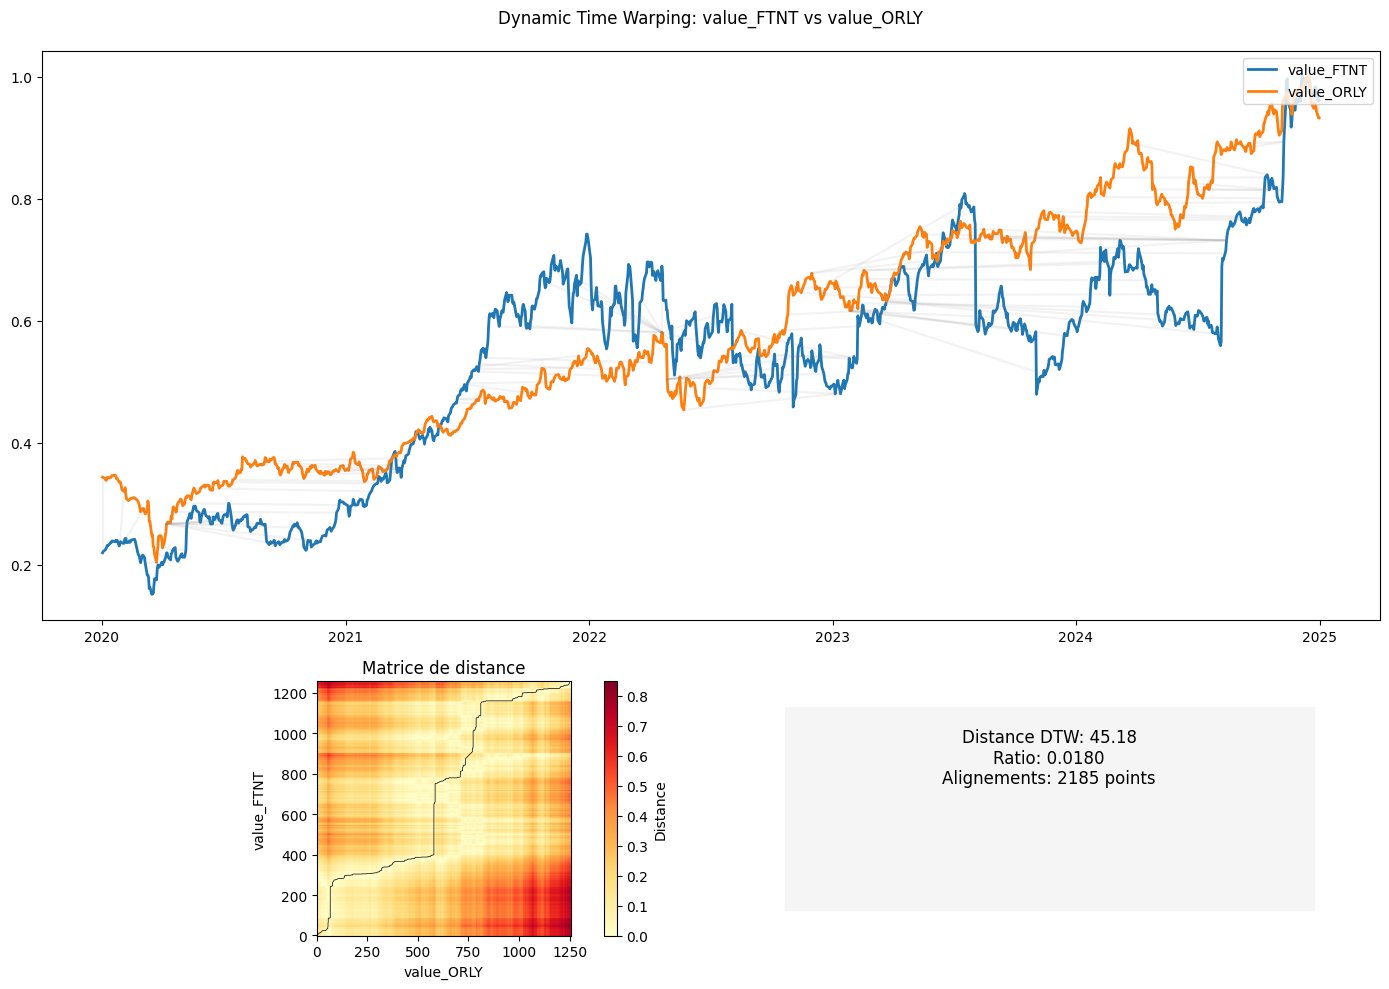 Dynamic Time Warping: value_FTNT vs value_ORLY
1.0
0.8
0.6
0.4
0.2
value_FTNT
value_ORLY
2020 2021 2022 2023 2024 2025
Matrice de distance
value_FTNT
1200
1000
800
600
400
200
0
0 250 500 750 1000 1250
value_ORLY
0.8
0.7
0.6
0.5
0.4
0.3
0.2
0.1
0.0
Distance
Distance DTW: 45.18
Ratio: 0.0180
Alignements: 2185 points